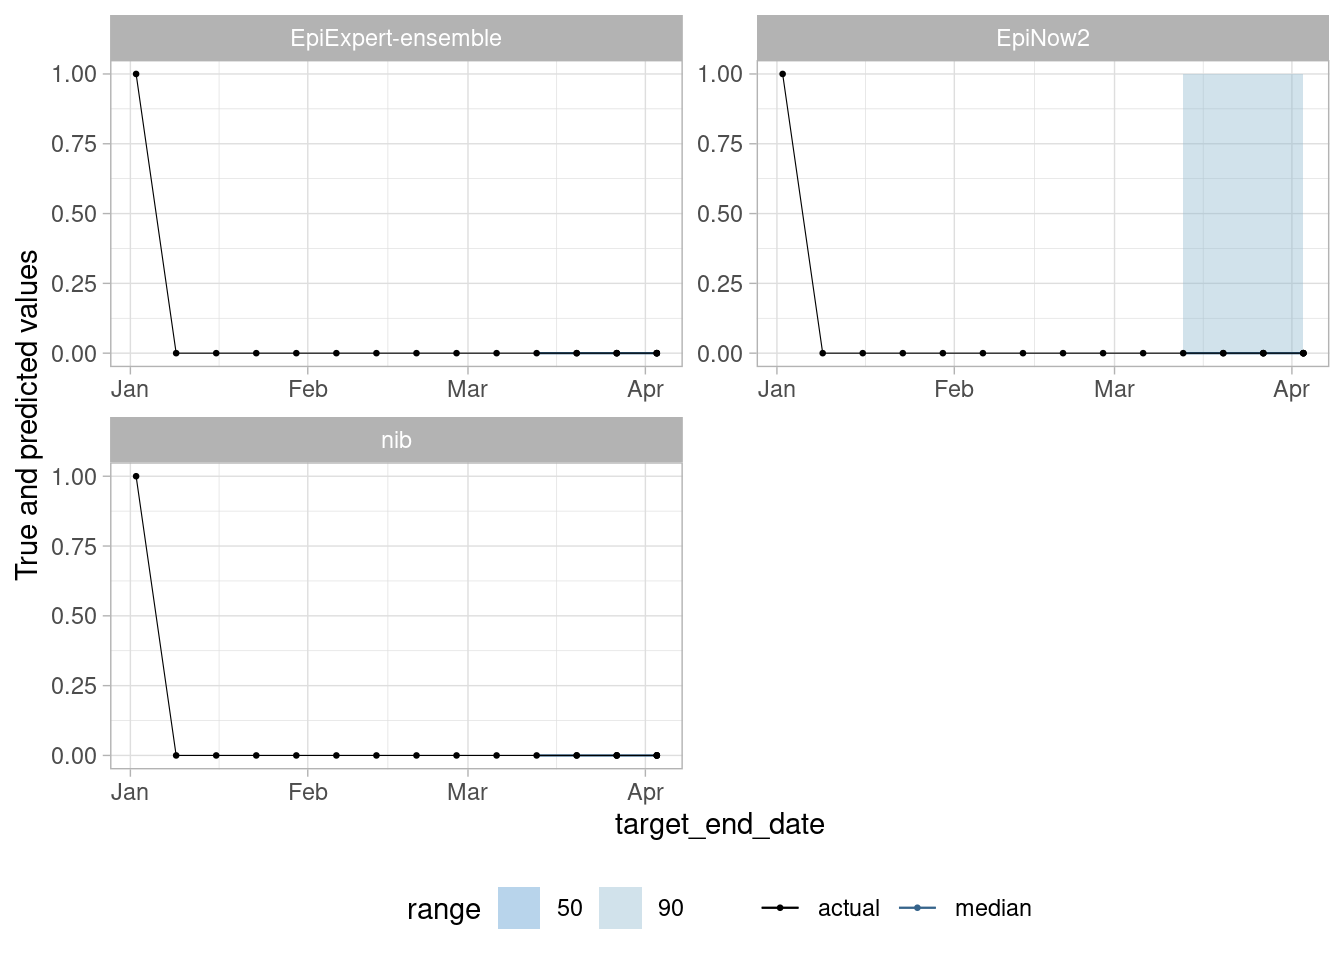 EpiExpert-ensemble
EpiNow2
1.00
0.75
0.50
0.25
0.00
Jan Feb Mar Apr
1.00
0.75
0.50
0.25
0.00
Jan Feb Mar Apr
nib
1.00
0.75
0.50
0.25
0.00
Jan Feb Mar Apr
True and predicted values
target_end_date
range 50 90 actual median